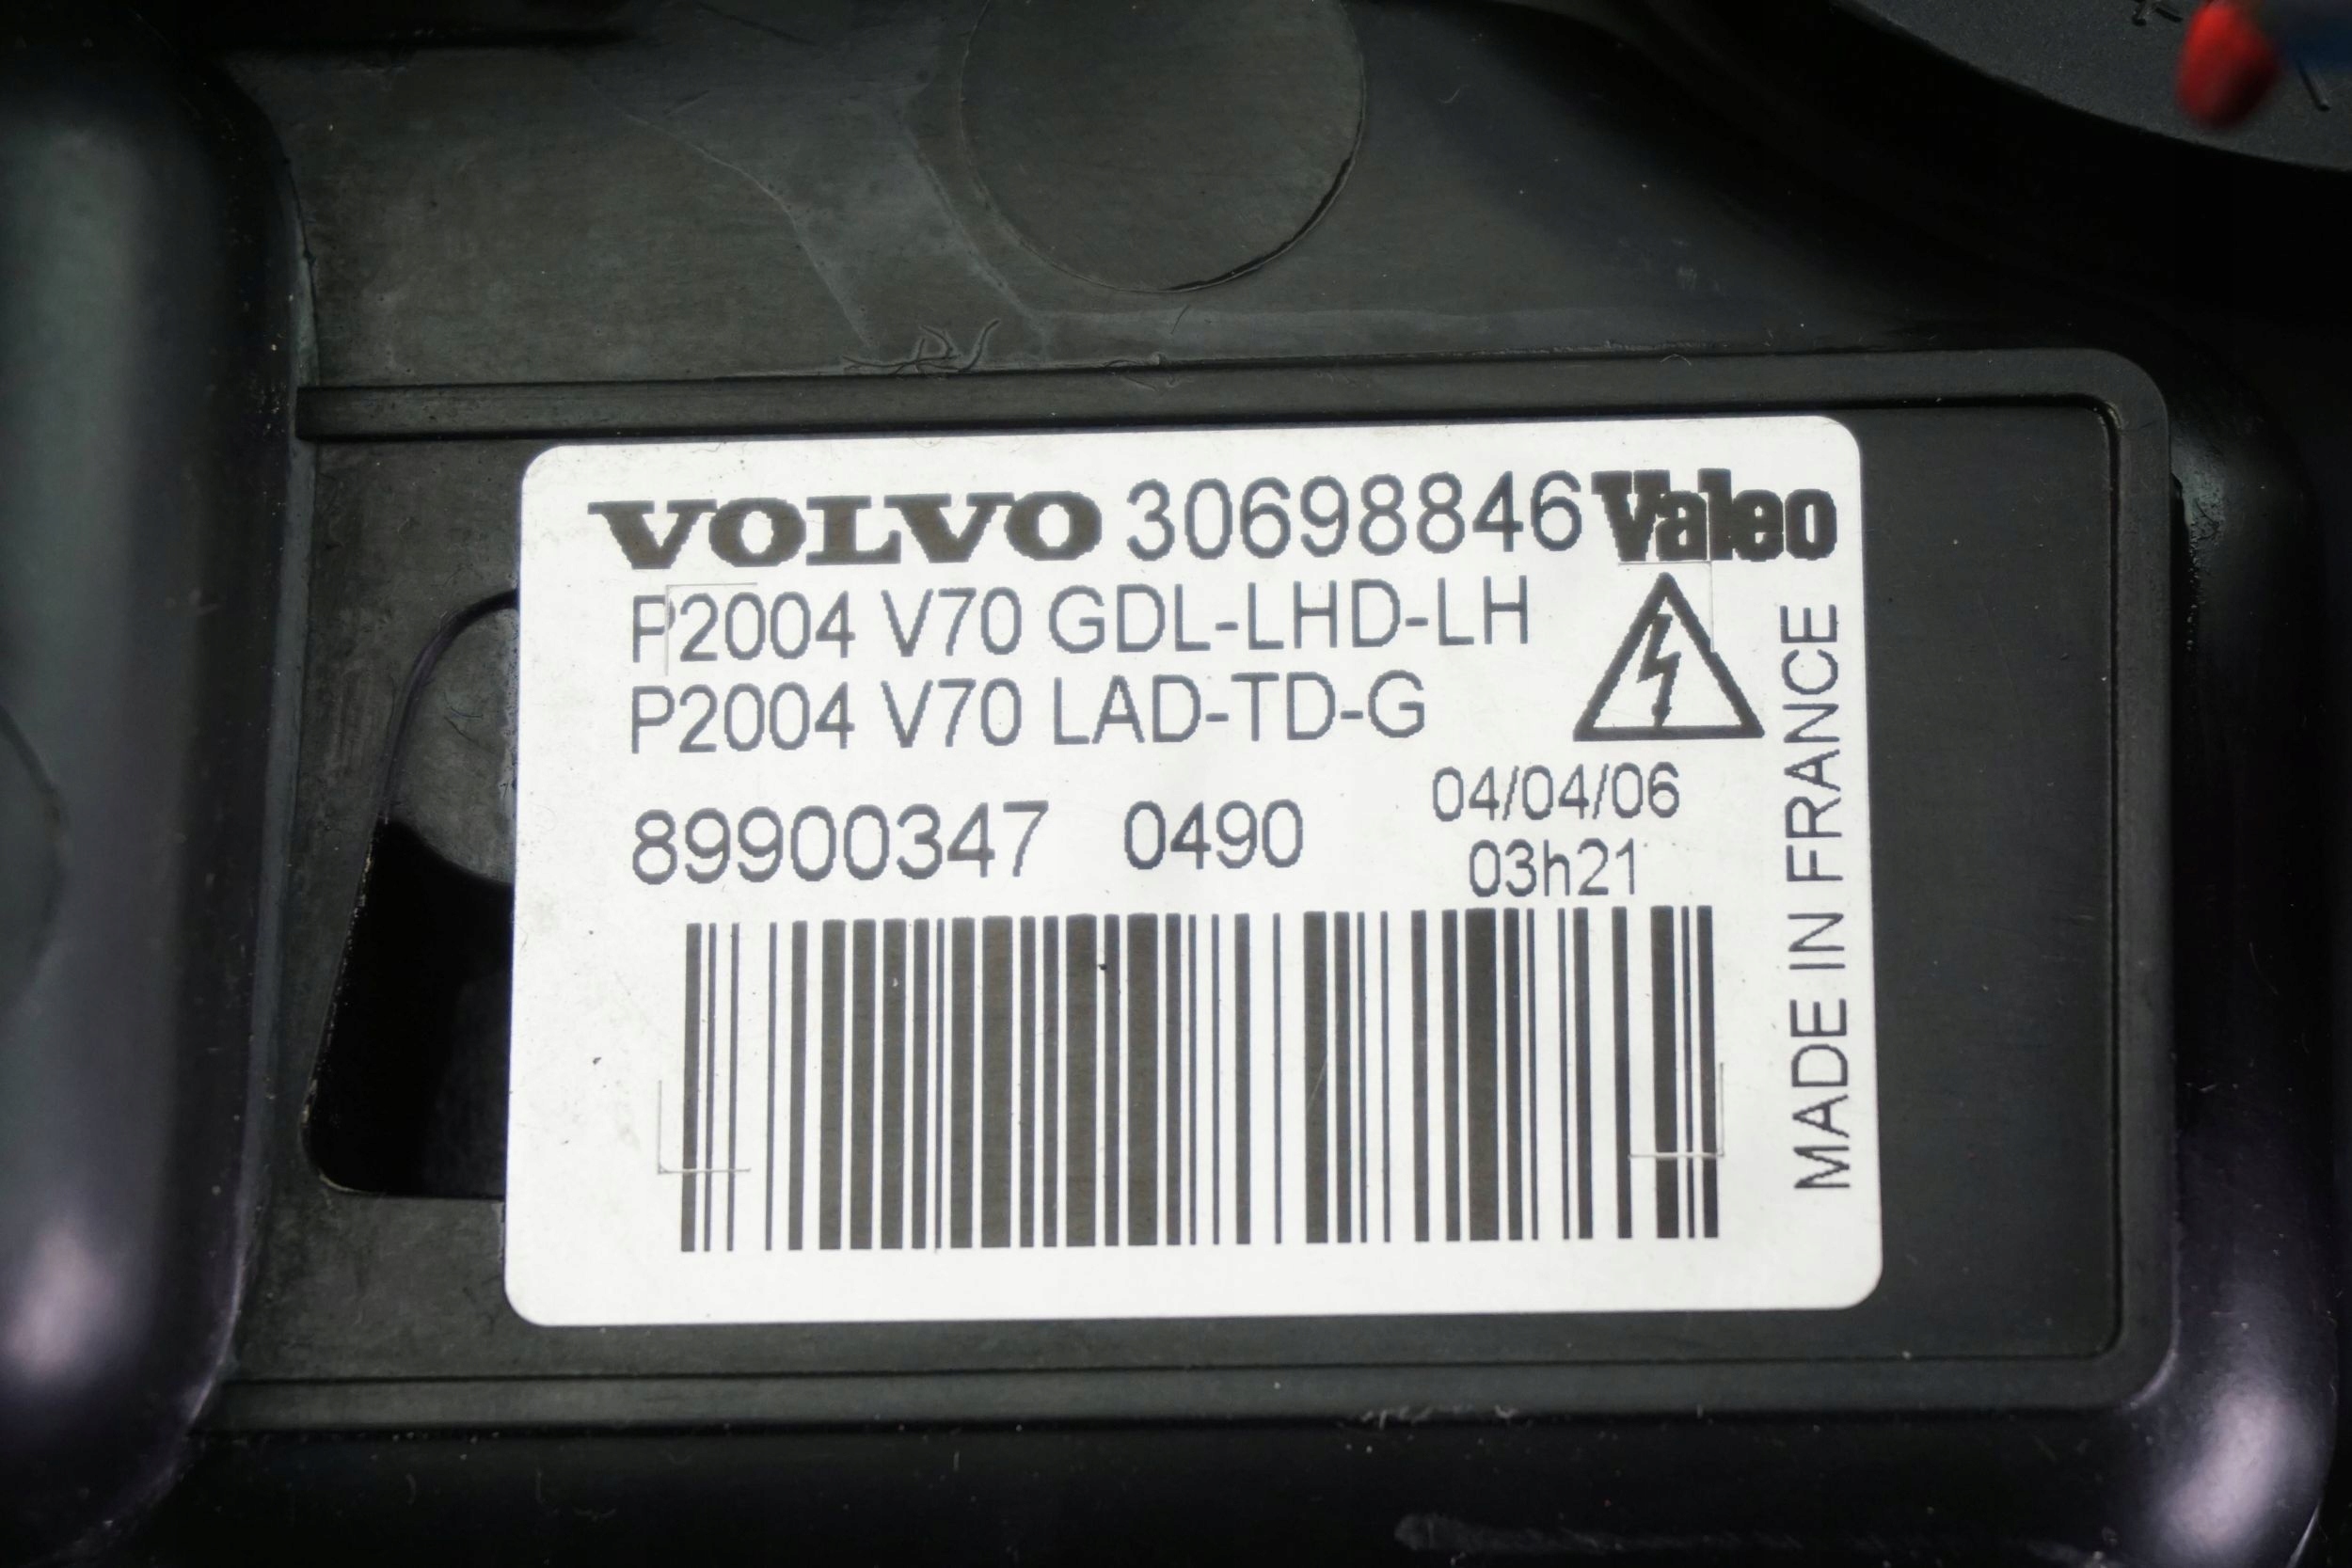 VOLVO 30698846 Valeo
P2004 V70 GDL-LHD-LH
P2004 V70 LAD-TD-G
89900347 0490
04/04/06
03h21
MADE IN FRANCE